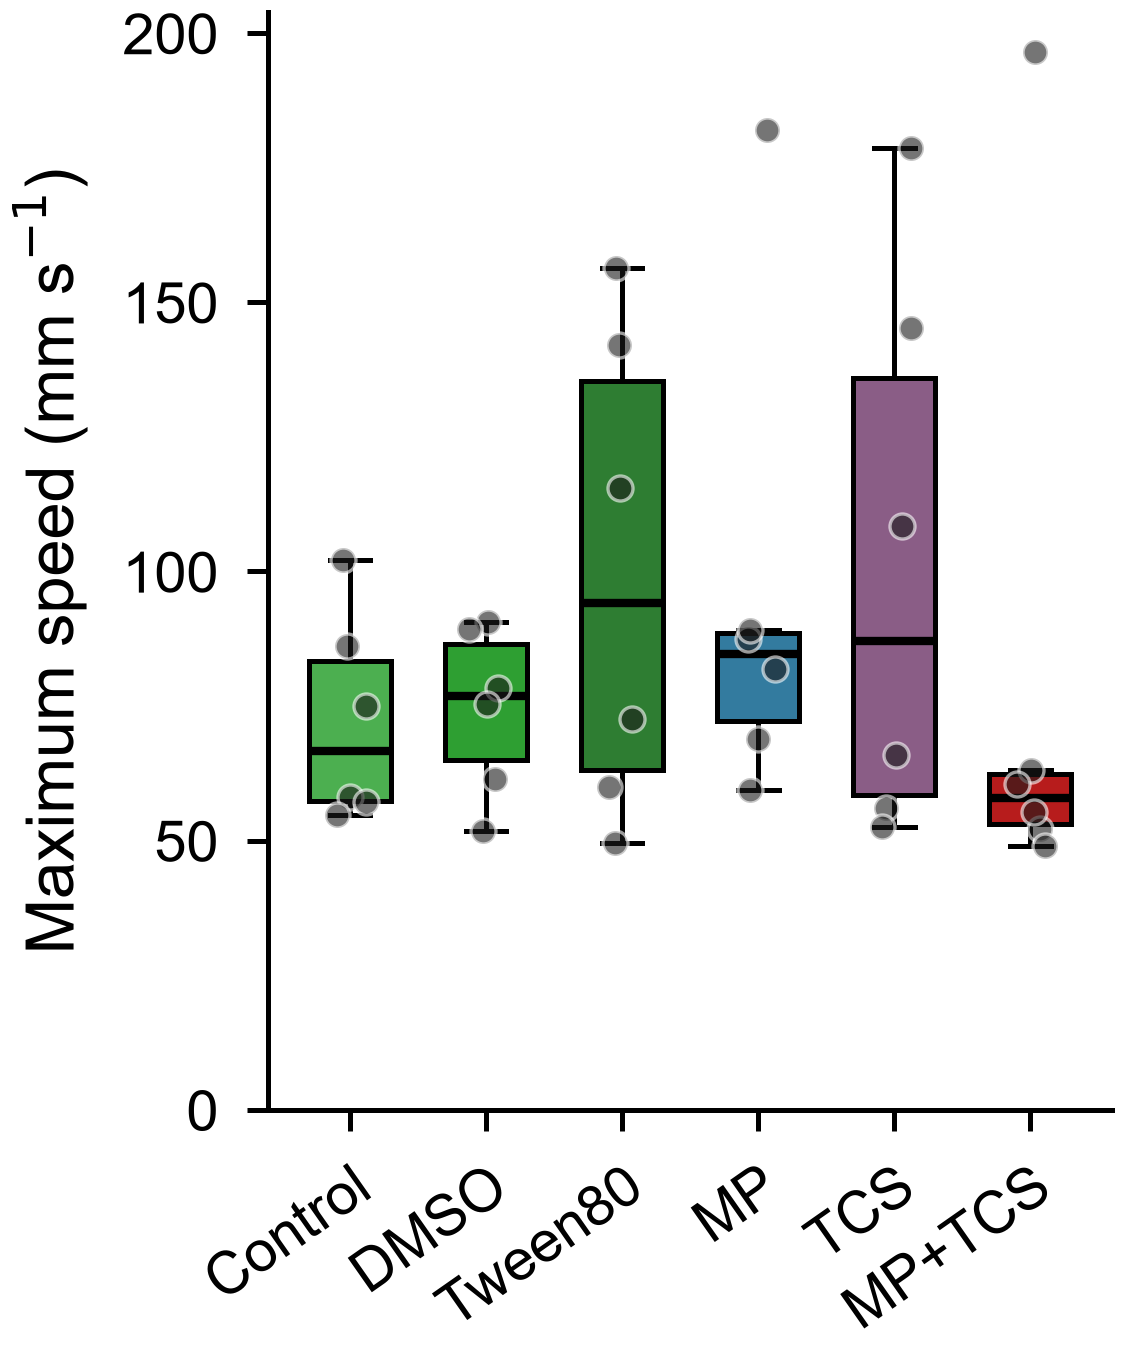 Maximum speed (mm s⁻¹)
200
150
100
50
0
Control
DMSO
Tween80
MP
TCS
MP+TCS